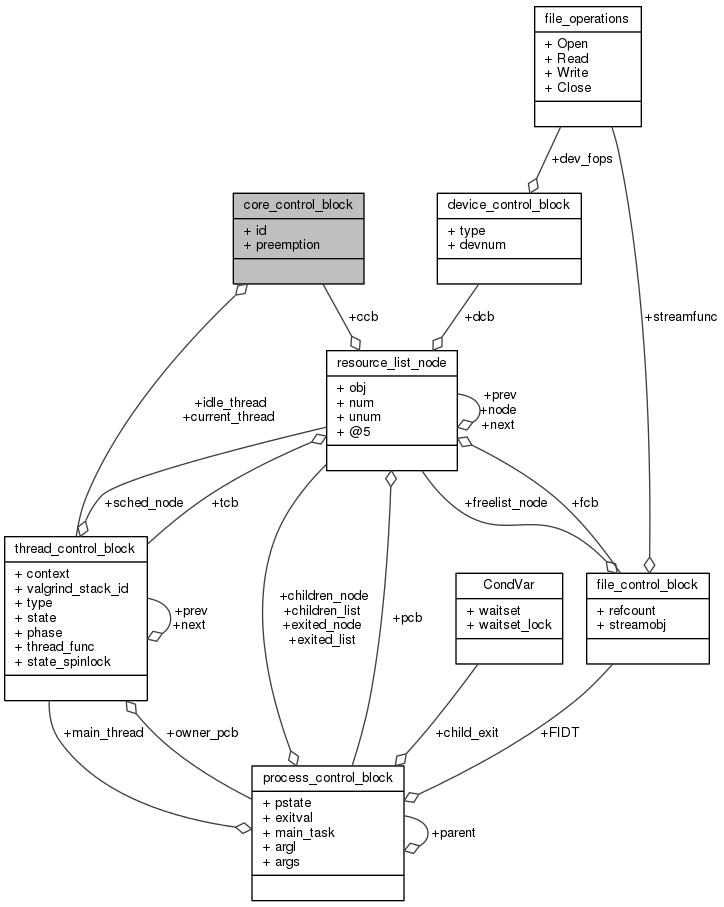 file_operations
+ Open
+ Read
+ Write
+ Close
+dev_fops
core_control_block
+ id
+ preemption
device_control_block
+ type
+ devnum
+ccb
+dcb
+streamfunc
resource_list_node
+ obj
+ num
+ unum
+ @5
+prev
+node
+next
+idle_thread
+current_thread
+sched_node
+tcb
+freelist_node
+fcb
thread_control_block
+ context
+ valgrind_stack_id
+ type
+ state
+ phase
+ thread_func
+ state_spinlock
+prev
+next
+children_node
+children_list
+exited_node
+exited_list
+pcb
CondVar
+ waitset
+ waitset_lock
file_control_block
+ refcount
+ streamobj
+main_thread
+owner_pcb
+child_exit
+FIDT
process_control_block
+ pstate
+ exitval
+ main_task
+ argl
+ args
+parent